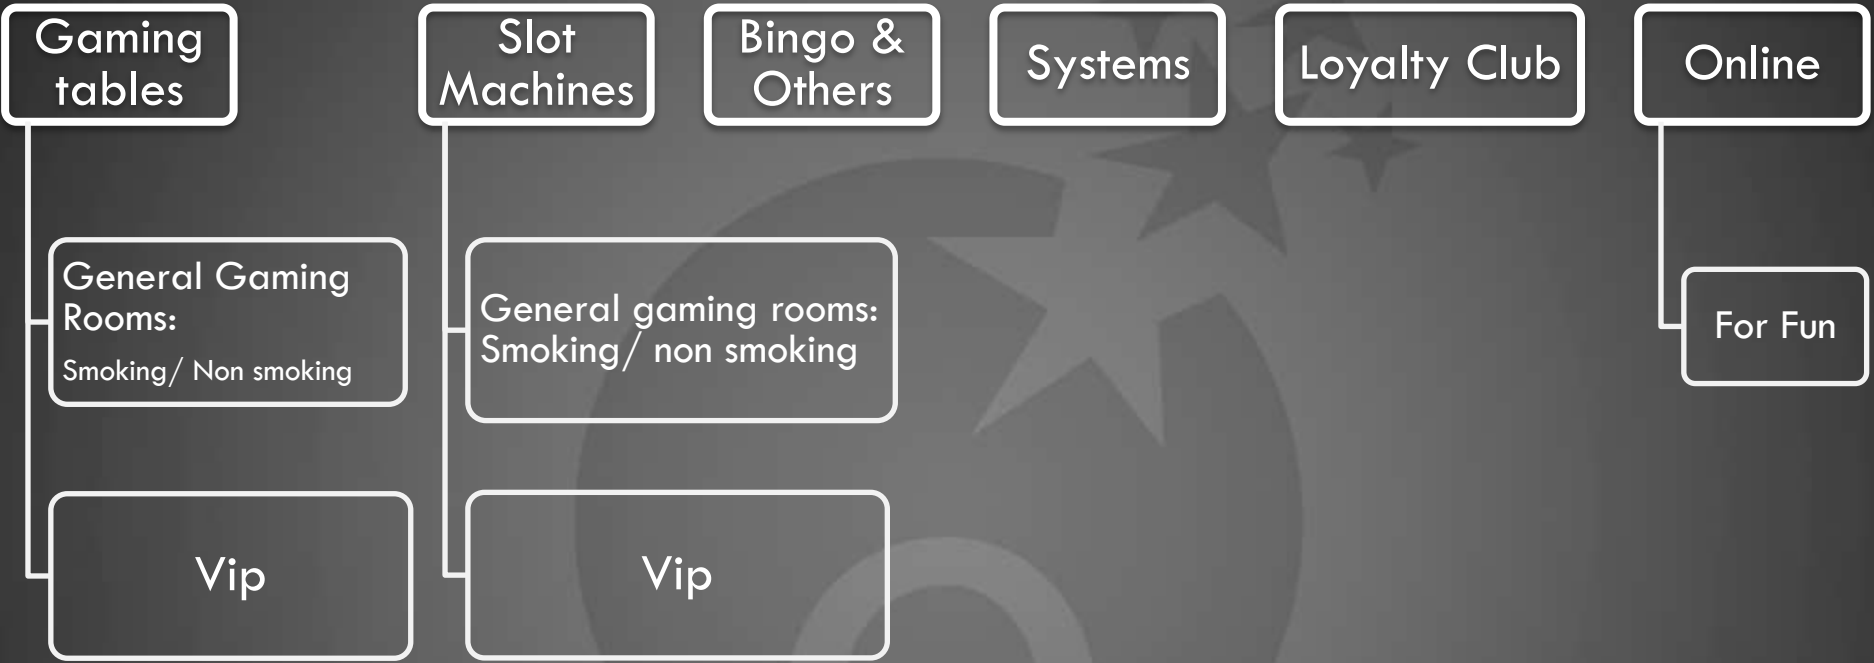 Gaming
tables
Slot
Machines
Bingo &
Others
Systems
Loyalty Club
Online
General Gaming
Rooms:
Smoking/ Non smoking
General gaming rooms:
Smoking/ non smoking
For Fun
Vip
Vip